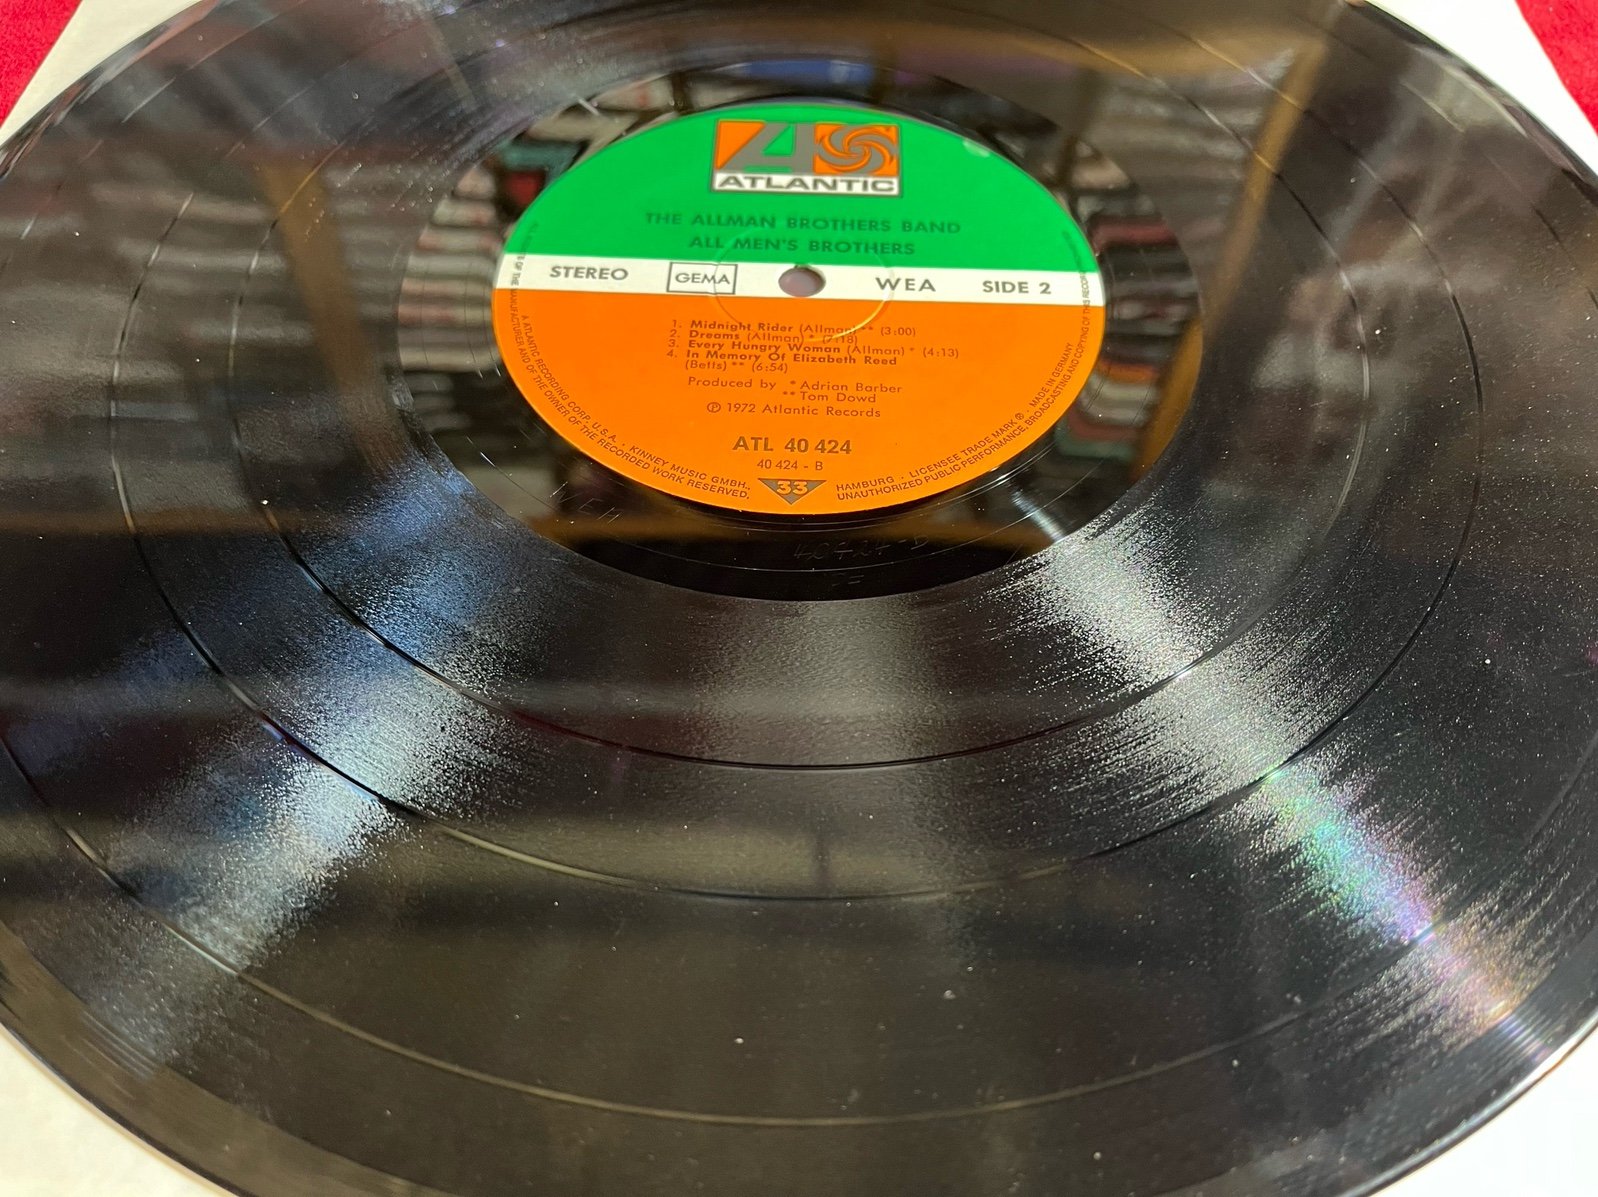 ATLANTIC
THE ALLMAN BROTHERS BAND
ALL MEN'S BROTHERS
STEREO GEMA WEA SIDE 2
1. Midnight Rider (Allman) ** (3:00)
2. Dreams (Allman) * (7:18)
3. Every Hungry Woman (Allman) * (4:13)
4. In Memory Of Elizabeth Reed
(Betts) ** (6:54)
Produced by * Adrian Barber
** Tom Dowd
℗ 1972 Atlantic Records
ATL 40 424
40 424 - B
33
A ATLANTIC RECORDING CORP. U.S.A. · KINNEY MUSIC GMBH., HAMBURG · LICENSEE TRADE MARK ® · MADE IN GERMANY
OF THE MANUFACTURER AND OF THE OWNER OF THE RECORDED WORK RESERVED. UNAUTHORIZED PUBLIC PERFORMANCE, BROADCASTING AND COPYING OF THIS RECORD